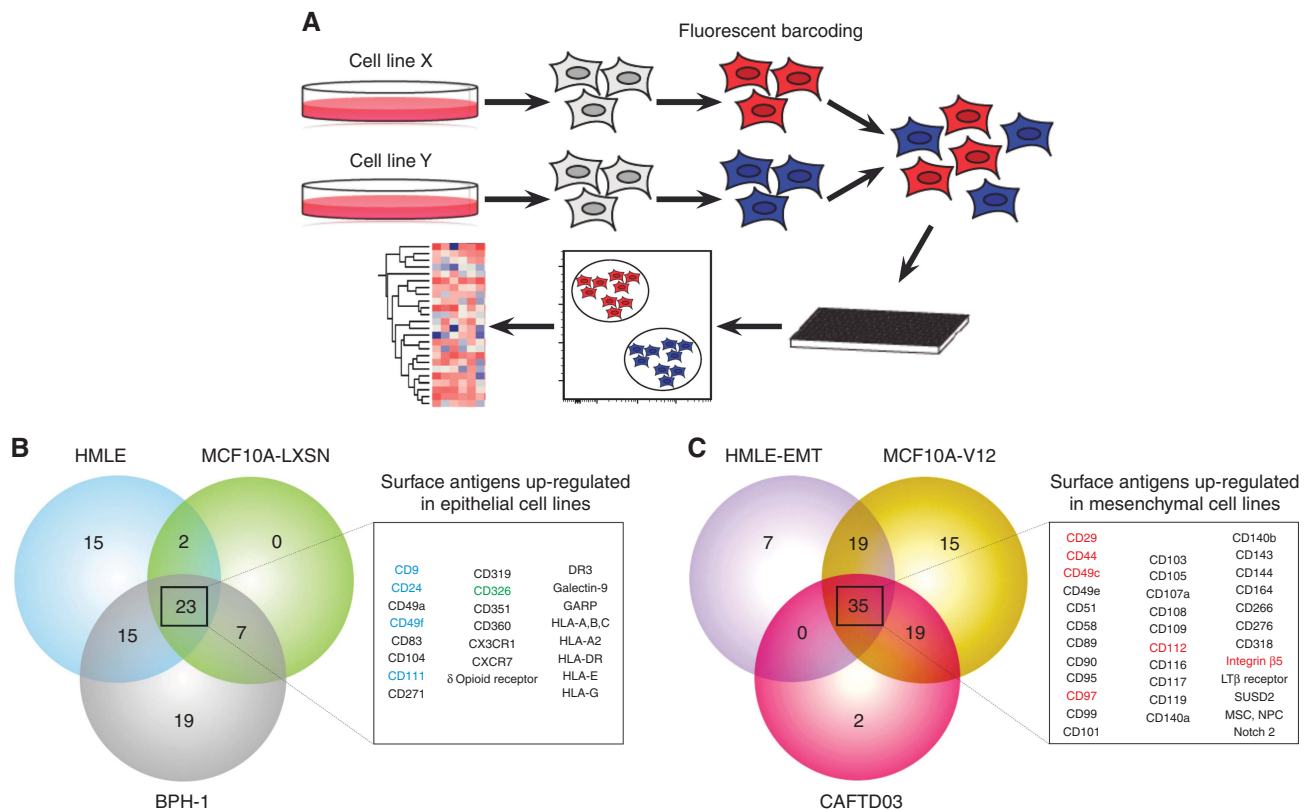 A
Fluorescent barcoding
Cell line X
Cell line Y
B
HMLE
MCF10A-LXSN
15
2
0
23
15
7
19
BPH-1
Surface antigens up-regulated
in epithelial cell lines
CD9
CD24
CD49a
CD49f
CD83
CD104
CD111
CD271
CD319
CD326
CD351
CD360
CX3CR1
CXCR7
δ Opioid receptor
DR3
Galectin-9
GARP
HLA-A,B,C
HLA-A2
HLA-DR
HLA-E
HLA-G
C
HMLE-EMT
MCF10A-V12
7
19
15
35
0
19
2
CAFTD03
Surface antigens up-regulated
in mesenchymal cell lines
CD29
CD44
CD49c
CD49e
CD51
CD58
CD89
CD90
CD95
CD97
CD99
CD101
CD103
CD105
CD107a
CD108
CD109
CD112
CD116
CD117
CD119
CD140a
CD140b
CD143
CD144
CD164
CD266
CD276
CD318
Integrin β5
LTβ receptor
SUSD2
MSC, NPC
Notch 2